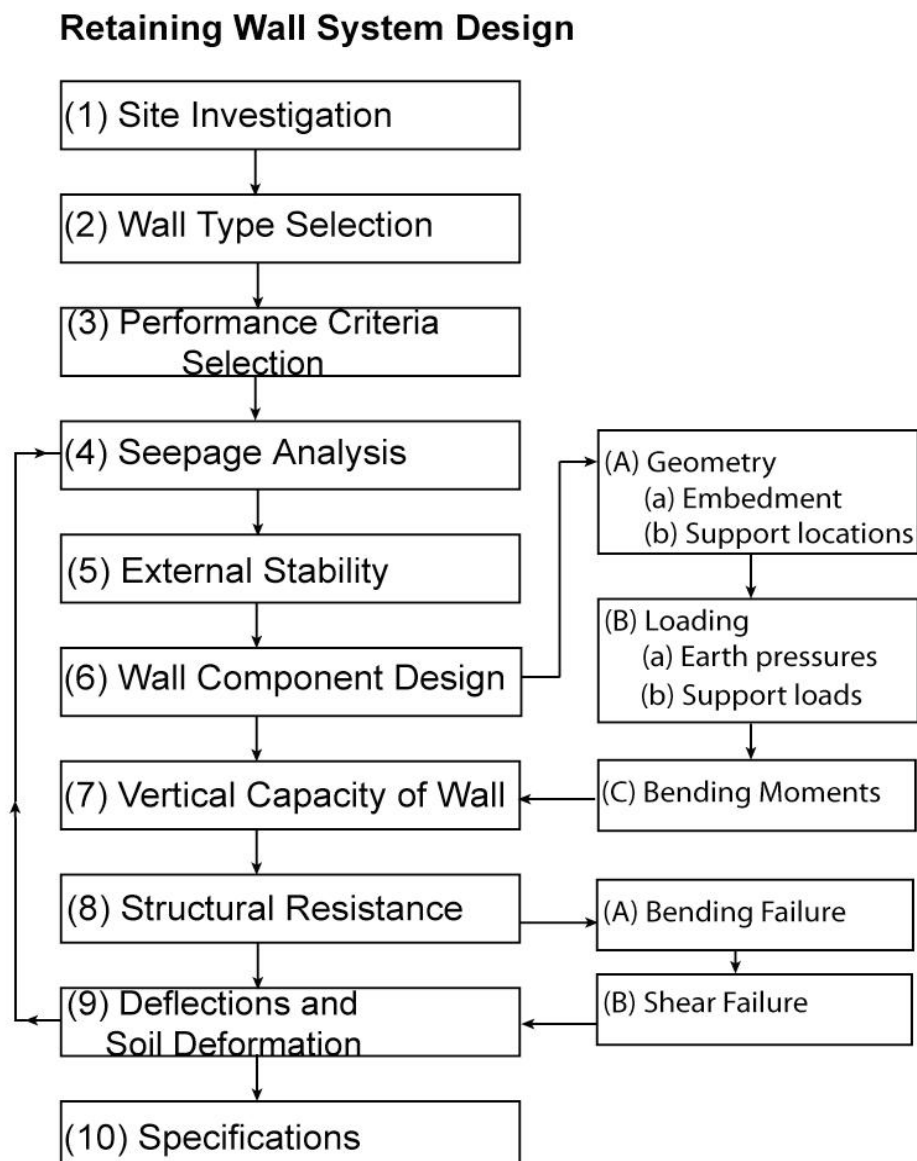 Retaining Wall System Design
(1) Site Investigation
(2) Wall Type Selection
(3) Performance Criteria
Selection
(4) Seepage Analysis
(5) External Stability
(6) Wall Component Design
(A) Geometry
(a) Embedment
(b) Support locations
(B) Loading
(a) Earth pressures
(b) Support loads
(C) Bending Moments
(7) Vertical Capacity of Wall
(8) Structural Resistance
(A) Bending Failure
(B) Shear Failure
(9) Deflections and
Soil Deformation
(10) Specifications